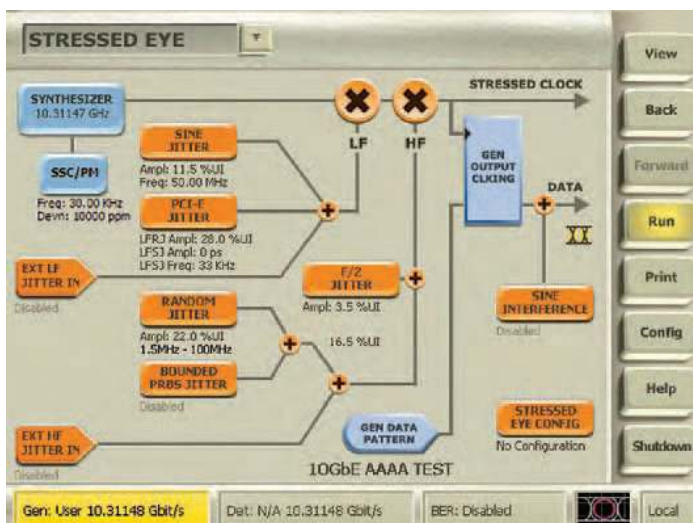 STRESSED EYE
View
SYNTHESIZER
10.31147 GHz
STRESSED CLOCK
Back
SINE
JITTER
LF
HF
SSC/PM
Ampl: 11.5 %UI
Freq: 50.00 MHz
GEN
OUTPUT
CLKING
Forward
Freq: 30.00 KHz
Devn: 10000 ppm
PCI-E
JITTER
DATA
Run
LFRJ Ampl: 28.0 %UI
LFSJ Ampl: 0 ps
LFSJ Freq: 33 KHz
EXT LF
JITTER IN
Disabled
F/2
JITTER
Ampl: 3.5 %UI
Print
RANDOM
JITTER
SINE
INTERFERENCE
Disabled
Ampl: 22.0 %UI
1.5MHz - 100MHz
16.5 %UI
Config
BOUNDED
PRBS JITTER
Disabled
Help
STRESSED
EYE CONFIG
No Configuration
EXT HF
JITTER IN
Disabled
GEN DATA
PATTERN
Shutdown
10GbE AAAA TEST
Gen: User 10.31148 Gbit/s
Det: N/A 10.31148 Gbit/s
BER: Disabled
Local